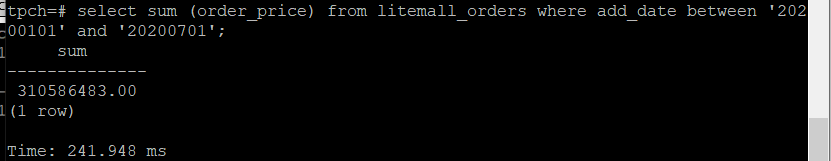 tpch=# select sum (order_price) from litemall_orders where add_date between '202
00101' and '20200701';
     sum
--------------
 310586483.00
(1 row)

Time: 241.948 ms